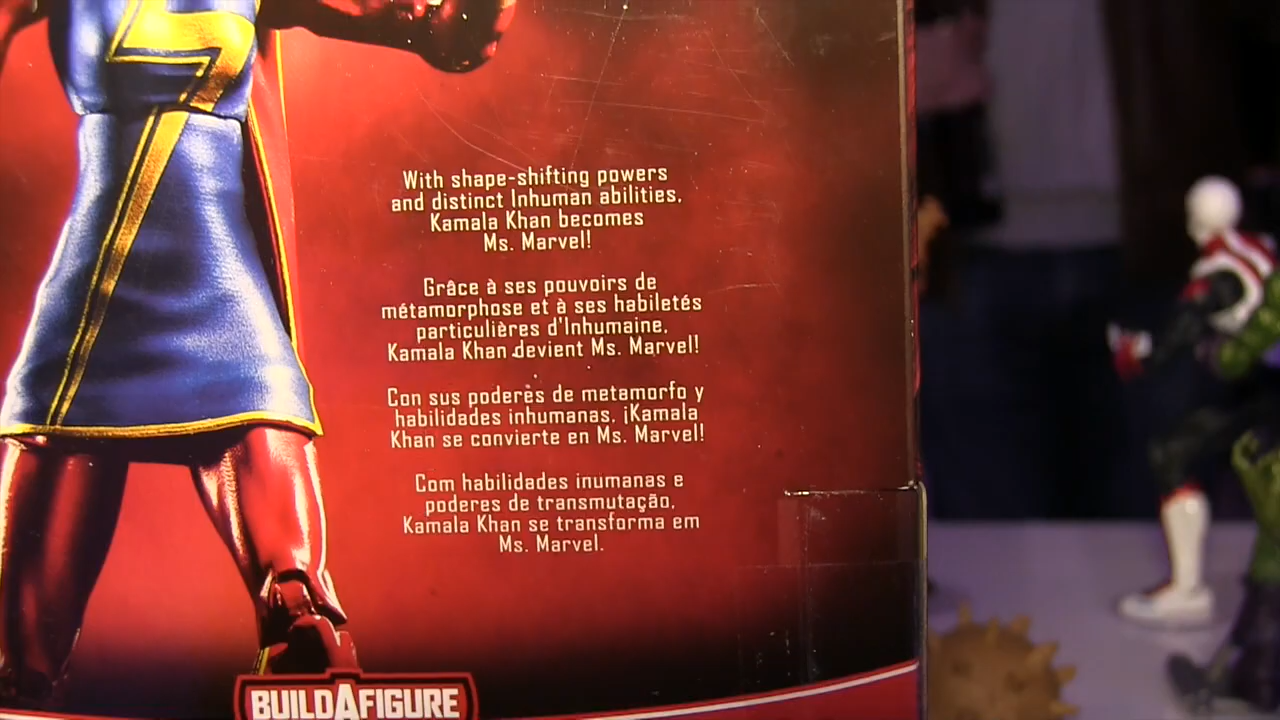 With shape-shifting powers
and distinct Inhuman abilities,
Kamala Khan becomes
Ms. Marvel!
Grâce à ses pouvoirs de
métamorphose et à ses habiletés
particulières d'Inhumaine,
Kamala Khan devient Ms. Marvel!
Con sus poderes de metamorfo y
habilidades inhumanas, ¡Kamala
Khan se convierte en Ms. Marvel!
Com habilidades inumanas e
poderes de transmutação,
Kamala Khan se transforma em
Ms. Marvel.
BUILDAFIGURE